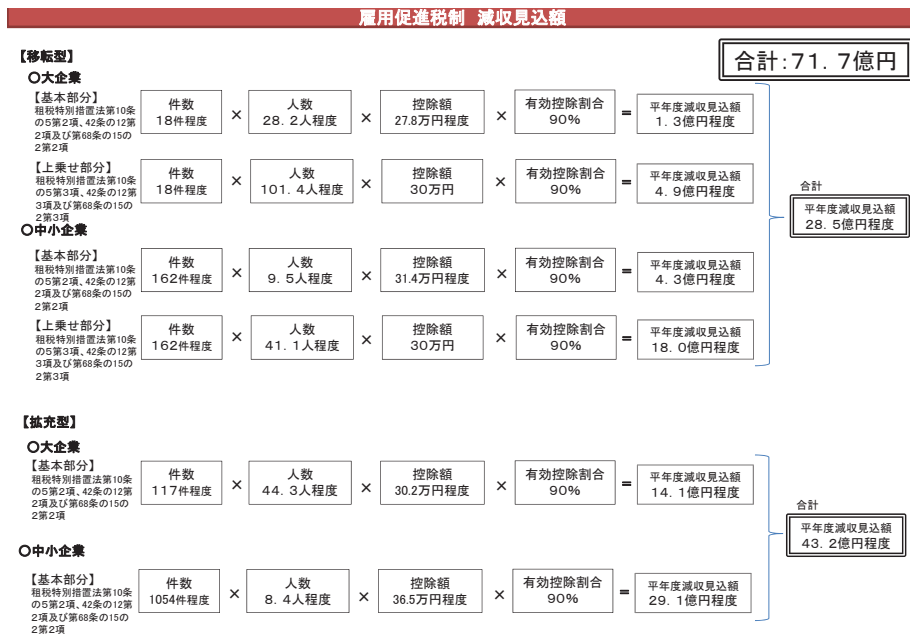 雇用促進税制 減収見込額
合計：71．7億円
【移転型】
○大企業
【基本部分】
租税特別措置法第10条
の5第2項、42条の12第
2項及び第68条の15の
2第2項
件数
18件程度
×
人数
28．2人程度
×
控除額
27.8万円程度
×
有効控除割合
90％
＝
平年度減収見込額
1．3億円程度
【上乗せ部分】
租税特別措置法第10条
の5第3項、42条の12第
3項及び第68条の15の
2第3項
件数
18件程度
×
人数
101．4人程度
×
控除額
30万円
×
有効控除割合
90％
＝
平年度減収見込額
4．9億円程度
合計
平年度減収見込額
28．5億円程度
○中小企業
【基本部分】
租税特別措置法第10条
の5第2項、42条の12第
2項及び第68条の15の
2第2項
件数
162件程度
×
人数
9．5人程度
×
控除額
31.4万円程度
×
有効控除割合
90％
＝
平年度減収見込額
4．3億円程度
【上乗せ部分】
租税特別措置法第10条
の5第3項、42条の12第
3項及び第68条の15の
2第3項
件数
162件程度
×
人数
41．1人程度
×
控除額
30万円
×
有効控除割合
90％
＝
平年度減収見込額
18．0億円程度
【拡充型】
○大企業
【基本部分】
租税特別措置法第10条
の5第2項、42条の12第
2項及び第68条の15の
2第2項
件数
117件程度
×
人数
44．3人程度
×
控除額
30.2万円程度
×
有効控除割合
90％
＝
平年度減収見込額
14．1億円程度
合計
平年度減収見込額
43．2億円程度
○中小企業
【基本部分】
租税特別措置法第10条
の5第2項、42条の12第
2項及び第68条の15の
2第2項
件数
1054件程度
×
人数
8．4人程度
×
控除額
36.5万円程度
×
有効控除割合
90％
＝
平年度減収見込額
29．1億円程度